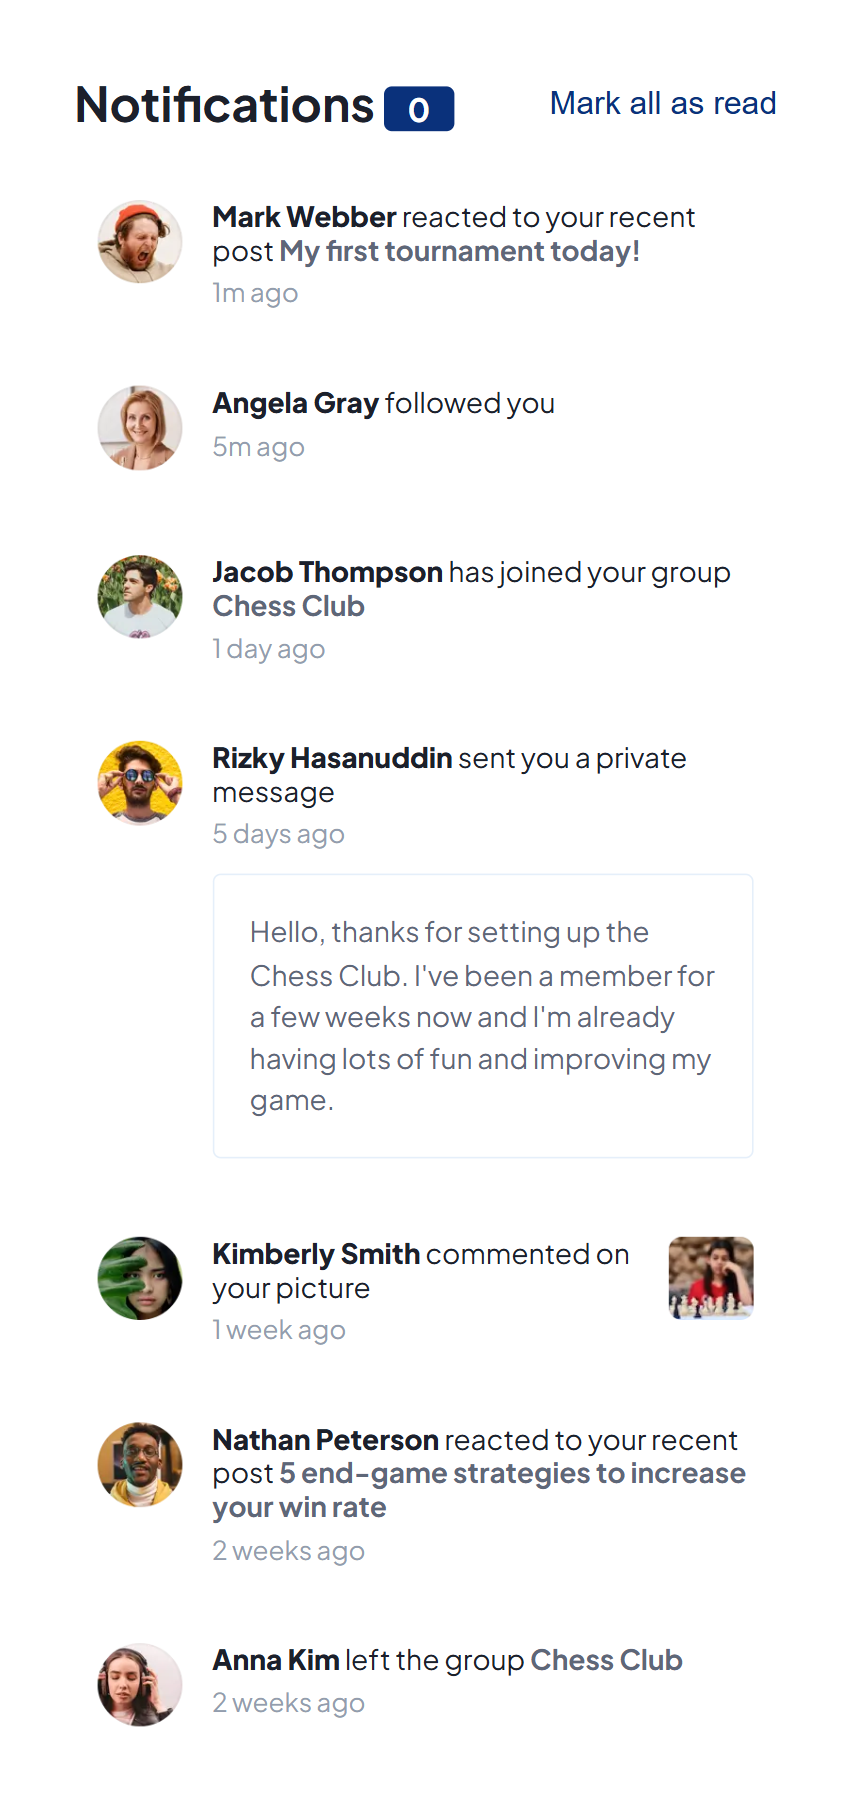 Notifications 0 Mark all as read
Mark Webber reacted to your recent
post My first tournament today!
1m ago
Angela Gray followed you
5m ago
Jacob Thompson has joined your group
Chess Club
1 day ago
Rizky Hasanuddin sent you a private
message
5 days ago
Hello, thanks for setting up the
Chess Club. I've been a member for
a few weeks now and I'm already
having lots of fun and improving my
game.
Kimberly Smith commented on
your picture
1 week ago
Nathan Peterson reacted to your recent
post 5 end-game strategies to increase
your win rate
2 weeks ago
Anna Kim left the group Chess Club
2 weeks ago